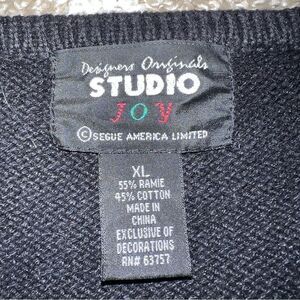 Designers Originals
STUDIO
JOY
©SEGUE AMERICA LIMITED
XL
55% RAMIE
45% COTTON
MADE IN
CHINA
EXCLUSIVE OF
DECORATIONS
RN# 63757